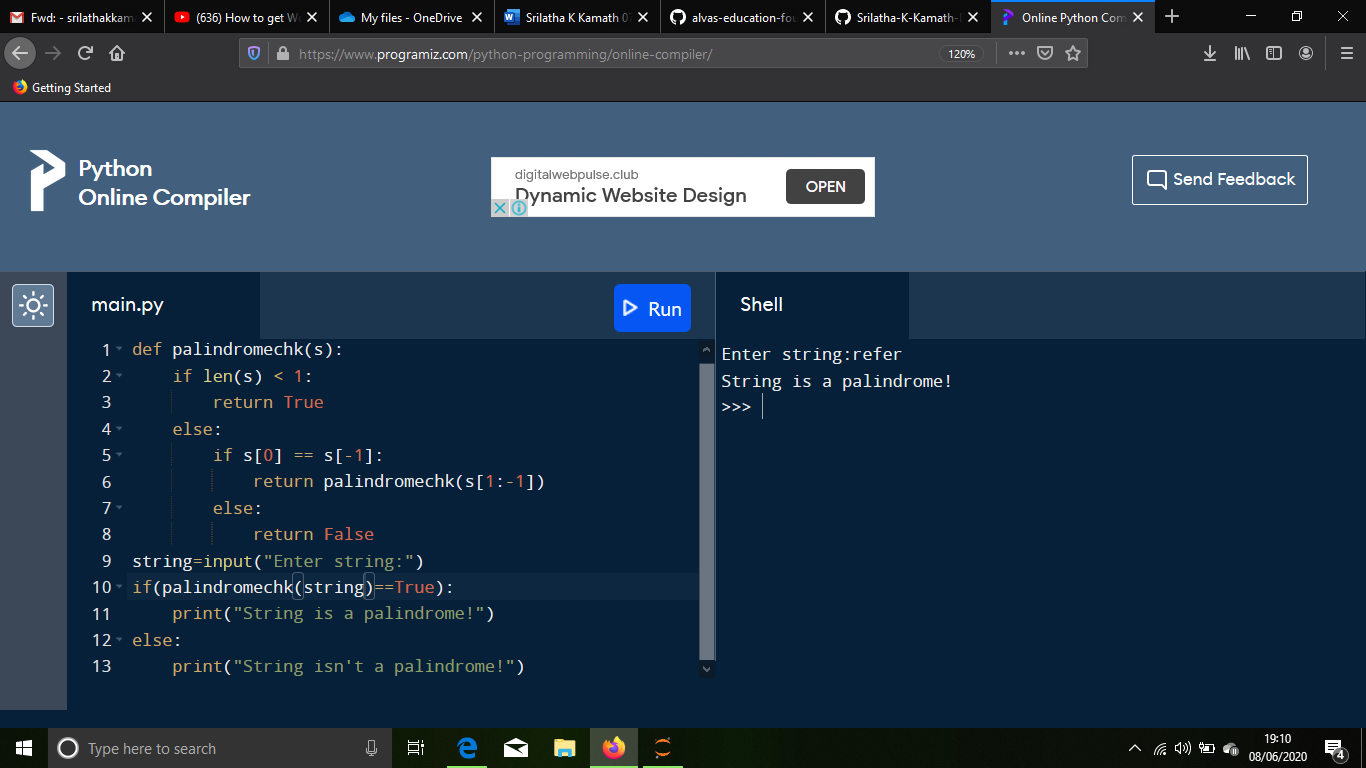 Fwd: - srilathakkam
(636) How to get W
My files - OneDrive
Srilatha K Kamath 07
alvas-education-fou
Srilatha-K-Kamath-
Online Python Com
https://www.programiz.com/python-programming/online-compiler/
120%
Getting Started
Python
Online Compiler
digitalwebpulse.club
Dynamic Website Design
OPEN
Send Feedback
main.py
Run
Shell
1 def palindromechk(s):
2     if len(s) < 1:
3         return True
4     else:
5         if s[0] == s[-1]:
6             return palindromechk(s[1:-1])
7         else:
8             return False
9 string=input("Enter string:")
10 if(palindromechk(string)==True):
11     print("String is a palindrome!")
12 else:
13     print("String isn't a palindrome!")
Enter string:refer
String is a palindrome!
>>>
Type here to search
19:10
08/06/2020
4